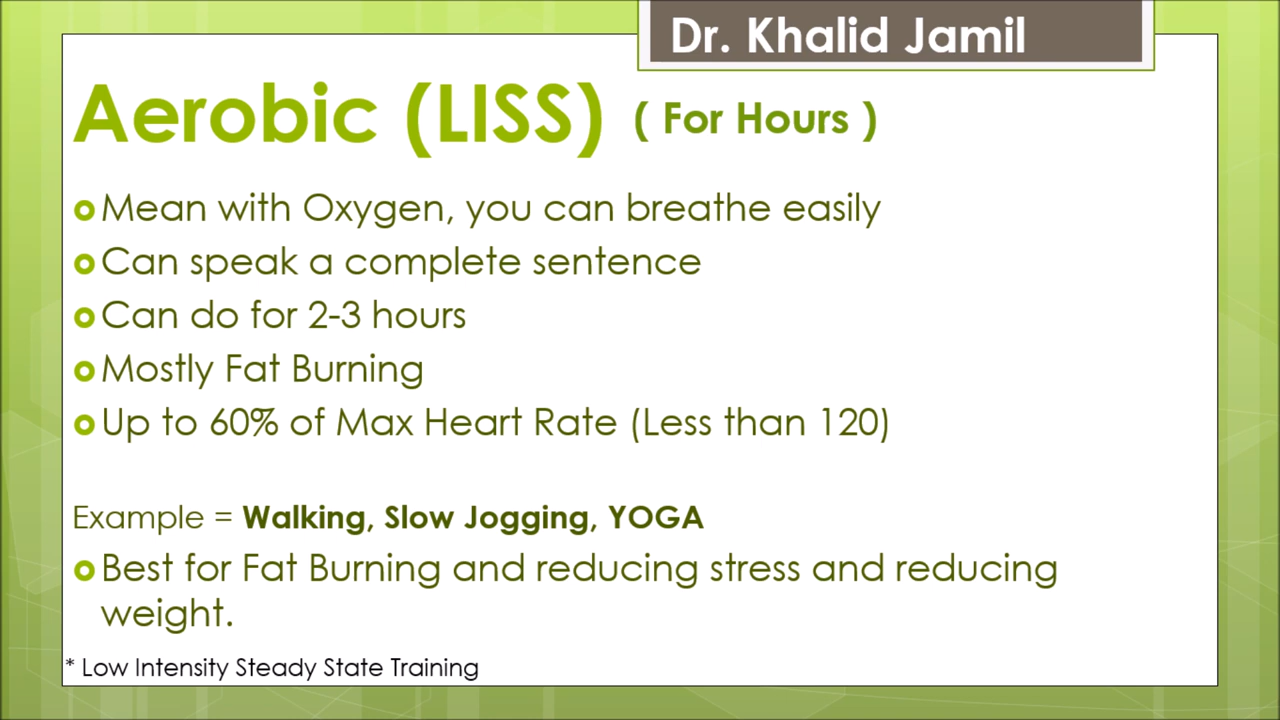 Dr. Khalid Jamil
Aerobic (LISS) ( For Hours )
Mean with Oxygen, you can breathe easily
Can speak a complete sentence
Can do for 2-3 hours
Mostly Fat Burning
Up to 60% of Max Heart Rate (Less than 120)
Example = Walking, Slow Jogging, YOGA
Best for Fat Burning and reducing stress and reducing
weight.
* Low Intensity Steady State Training